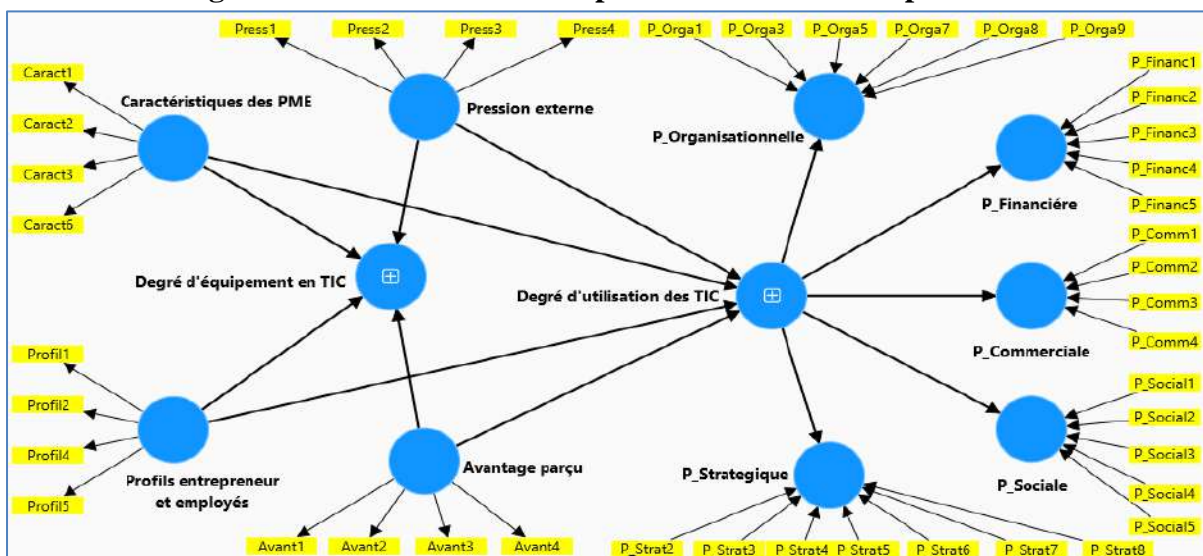 Press1
Press2
Press3
Press4
P_Orga1
P_Orga3
P_Orga5
P_Orga7
P_Orga8
P_Orga9
Caract1
Caract2
Caract3
Caract6
Caractéristiques des PME
Pression externe
P_Organisationnelle
P_Financ1
P_Financ2
P_Financ3
P_Financ4
P_Financ5
P_Financiére
Degré d'équipement en TIC
Degré d'utilisation des TIC
P_Comm1
P_Comm2
P_Comm3
P_Comm4
P_Commerciale
Profil1
Profil2
Profil4
Profil5
Profils entrepreneur
et employés
Avantage parçu
P_Strategique
P_Social1
P_Social2
P_Social3
P_Social4
P_Social5
P_Sociale
Avant1
Avant2
Avant3
Avant4
P_Strat2
P_Strat3
P_Strat4
P_Strat5
P_Strat6
P_Strat7
P_Strat8